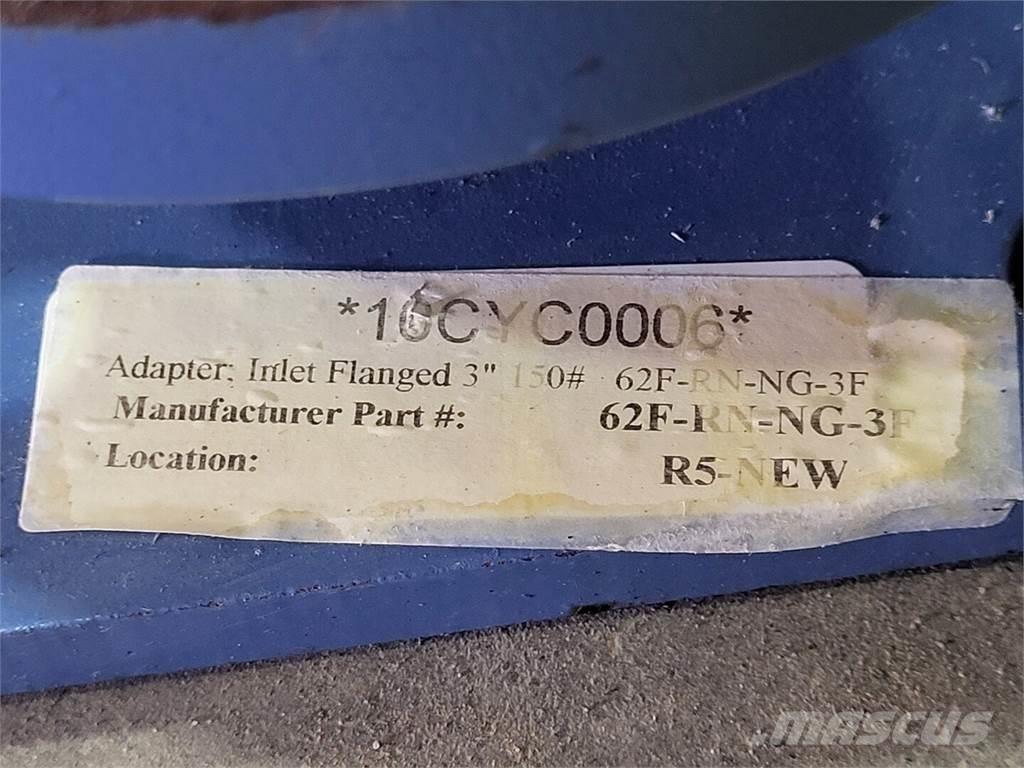 *10CYC0006*
Adapter; Inlet Flanged 3" 150# 62F-RN-NG-3F
Manufacturer Part #: 62F-RN-NG-3F
Location: R5-NEW
MASCUS